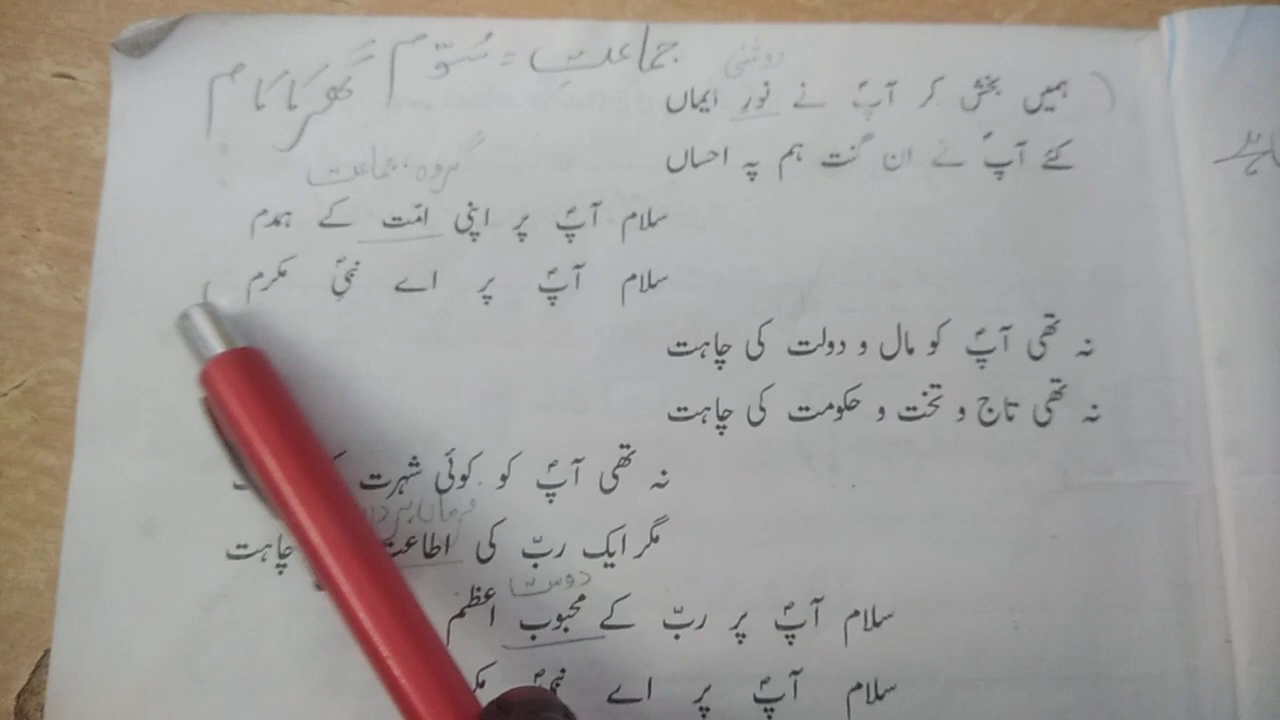 جماعت = سوّم گھر کا کام
روشنی
ہمیں بخش کر آپؐ نے نورِ ایماں
کئے آپؐ نے ان گنت ہم پہ احساں
گروہ، جماعت
سلام آپؐ پر اپنی امّت کے ہمدم
سلام آپؐ پر اے نبیِؐ مکرم
نہ تھی آپؐ کو مال و دولت کی چاہت
نہ تھی تاج و تخت و حکومت کی چاہت
نہ تھی آپؐ کو کوئی شہرت
مگر ایک ربّ کی اطاعت چاہت
سلام آپؐ پر ربّ کے محبوب اعظم
دوست
سلام آپؐ پر اے